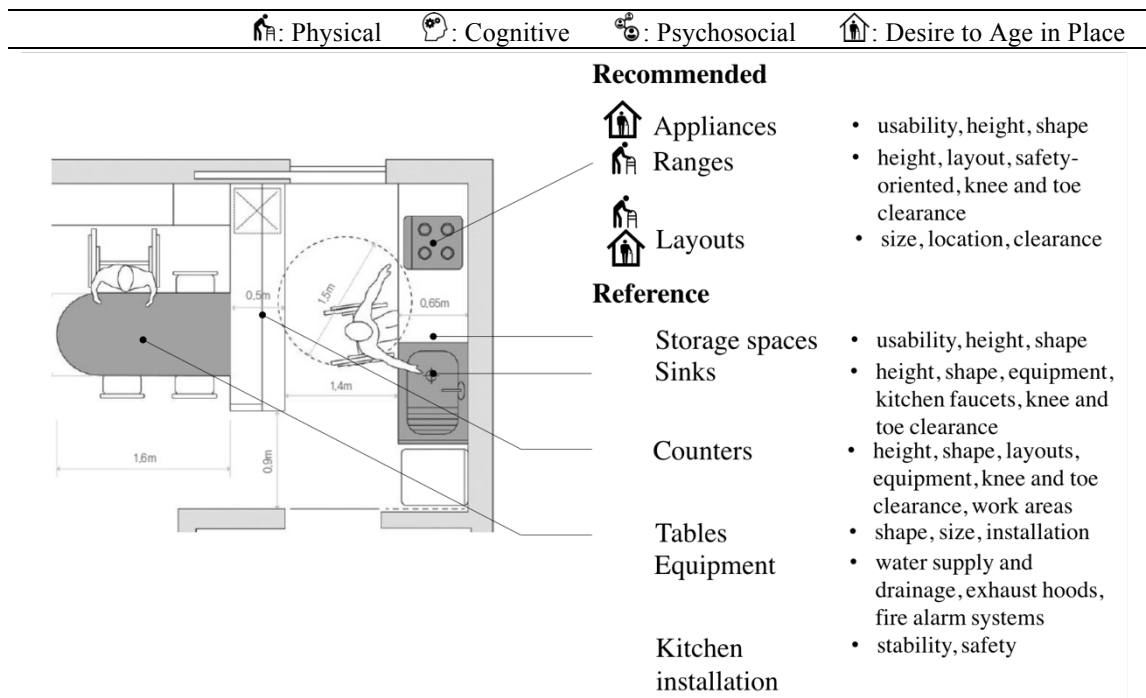 : Physical : Cognitive : Psychosocial : Desire to Age in Place
Recommended
Appliances • usability, height, shape
Ranges • height, layout, safety-
oriented, knee and toe
clearance
Layouts • size, location, clearance
Reference
Storage spaces • usability, height, shape
Sinks • height, shape, equipment,
kitchen faucets, knee and
toe clearance
Counters • height, shape, layouts,
equipment, knee and toe
clearance, work areas
Tables • shape, size, installation
Equipment • water supply and
drainage, exhaust hoods,
fire alarm systems
Kitchen • stability, safety
installation
0,5m
1,5m
0,65m
1,4m
1,6m
0,9m